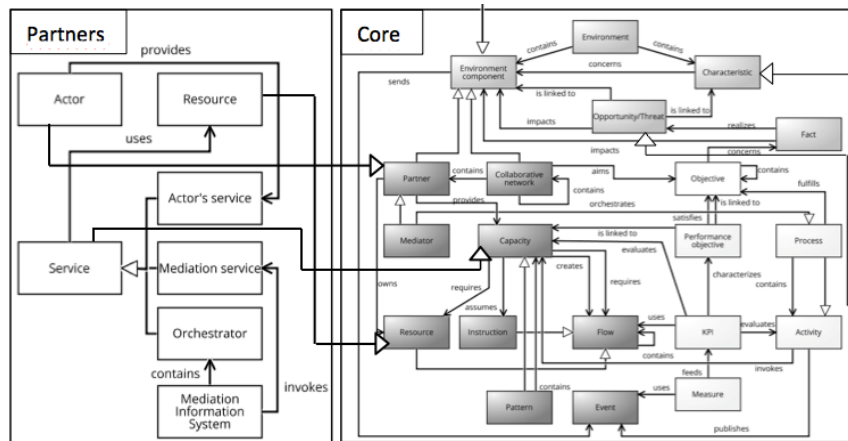 Partners
provides
Actor
Resource
uses
Actor's service
Service
Mediation service
Orchestrator
contains
invokes
Mediation
Information
System
Core
Environment
contains
contains
Environment
component
concerns
Characteristic
sends
is linked to
Opportunity/Threat
is linked to
impacts
realizes
Fact
impacts
concerns
Partner
contains
Collaborative
network
aims
Objective
contains
contains
fulfills
provides
orchestrates
is linked to
satisfies
Mediator
Capacity
is linked to
Performance
objective
Process
evaluates
creates
characterizes
contains
owns
requires
assumes
requires
Resource
Instruction
Flow
uses
KPI
evaluates
Activity
contains
feeds
invokes
Pattern
contains
Event
uses
Measure
publishes